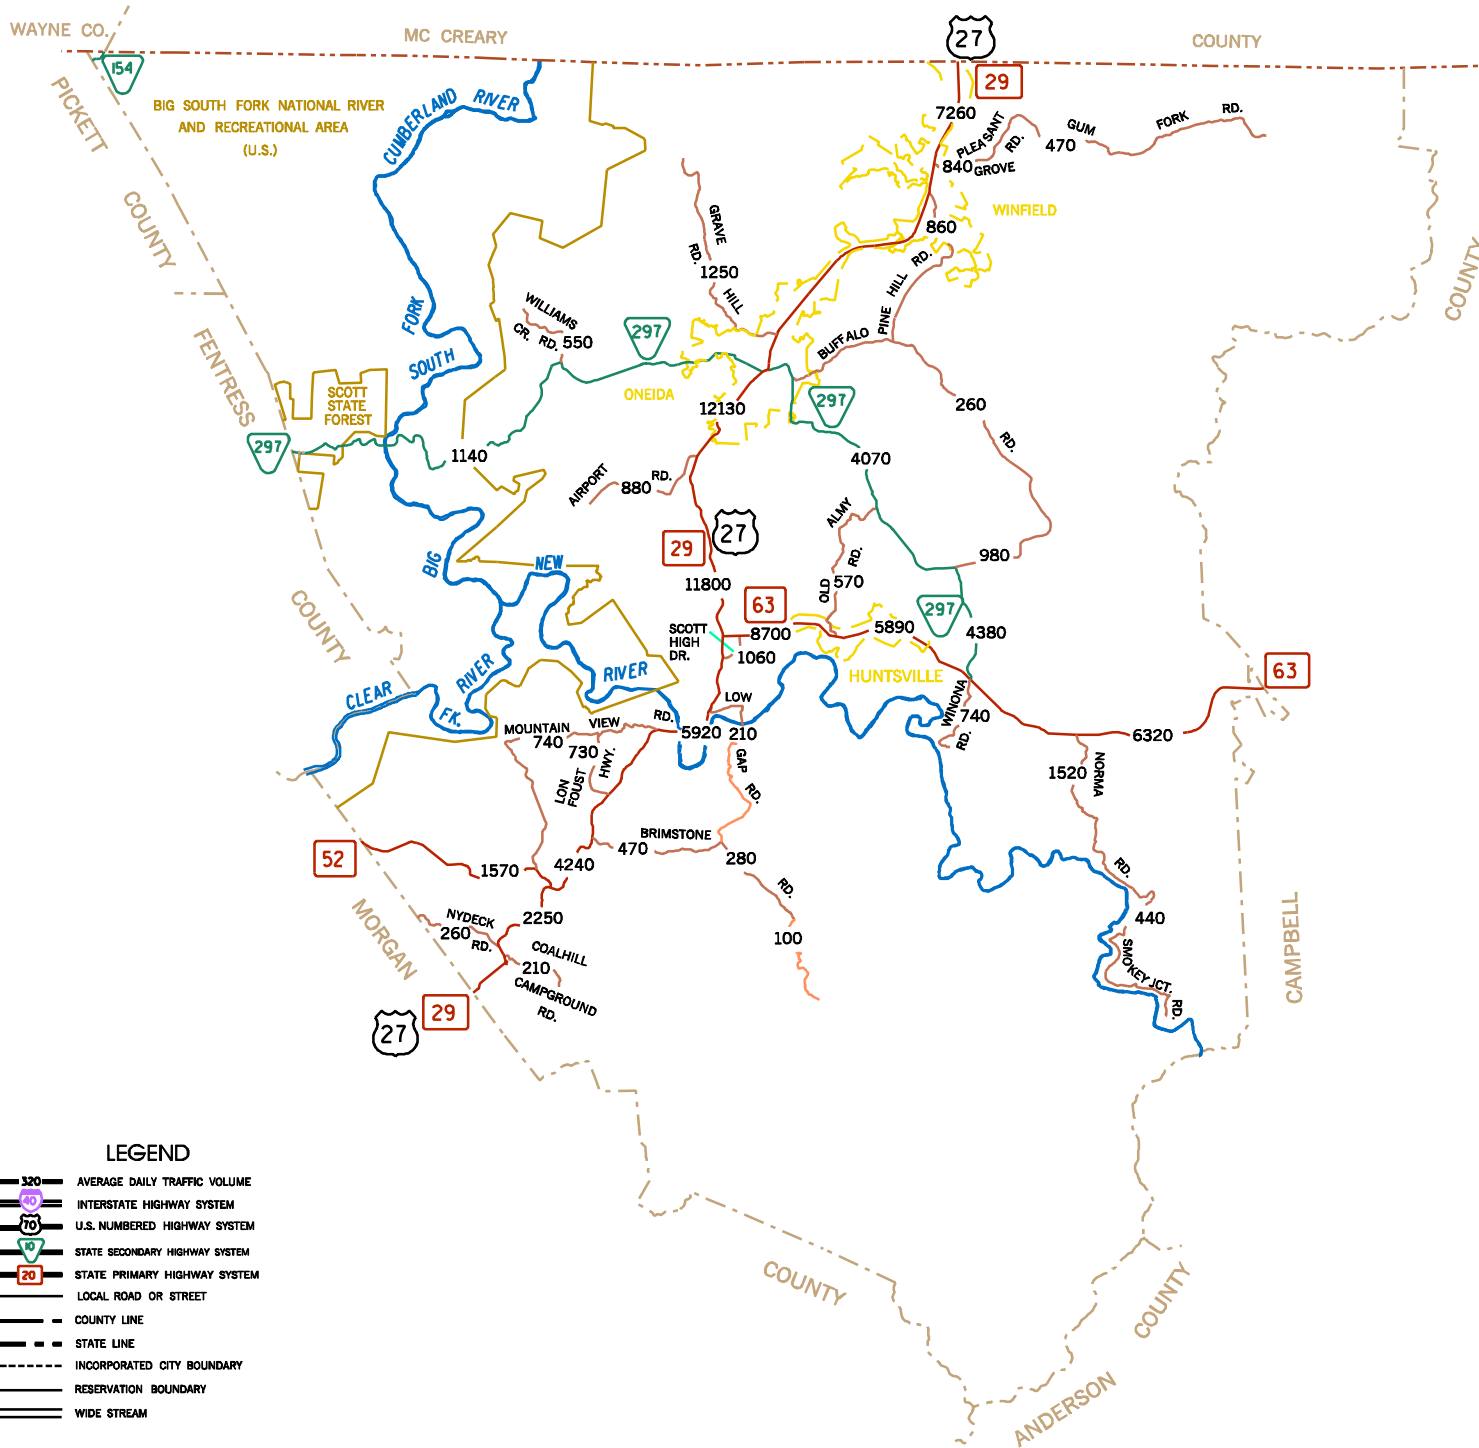 WAYNE CO.
MC CREARY
COUNTY
27
29
154
PICKETT
COUNTY
BIG SOUTH FORK NATIONAL RIVER
AND RECREATIONAL AREA
(U.S.)
CUMBERLAND RIVER
7260
PLEASANT
GROVE
RD.
840
470
GUM FORK RD.
WINFIELD
860
GRAVE
HILL
RD.
1250
PINE HILL RD.
BUFFALO
260
RD.
980
COUNTY
FENTRESS
COUNTY
FORK
SOUTH
WILLIAMS
CR. RD.
550
297
ONEIDA
SCOTT
STATE
FOREST
297
1140
12130
297
4070
AIRPORT RD.
880
29
27
11800
BIG
NEW
RIVER
ALMY
RD.
OLD
570
63
8700
5890
297
4380
SCOTT
HIGH
DR.
1060
HUNTSVILLE
63
CLEAR
FK.
RIVER
LOW
210
GAP
RD.
WINONA
RD.
740
6320
MOUNTAIN VIEW RD.
740
730
5920
LON
FOUST
HWY.
1520
NORMA
RD.
440
SMOKEY JCT.
RD.
52
1570
4240
470
BRIMSTONE
280
RD.
100
2250
NYDECK
RD.
260
COALHILL
210
CAMPGROUND
RD.
29
27
MORGAN
COUNTY
CAMPBELL
COUNTY
ANDERSON
LEGEND
320 AVERAGE DAILY TRAFFIC VOLUME
40 INTERSTATE HIGHWAY SYSTEM
70 U.S. NUMBERED HIGHWAY SYSTEM
10 STATE SECONDARY HIGHWAY SYSTEM
20 STATE PRIMARY HIGHWAY SYSTEM
LOCAL ROAD OR STREET
COUNTY LINE
STATE LINE
INCORPORATED CITY BOUNDARY
RESERVATION BOUNDARY
WIDE STREAM